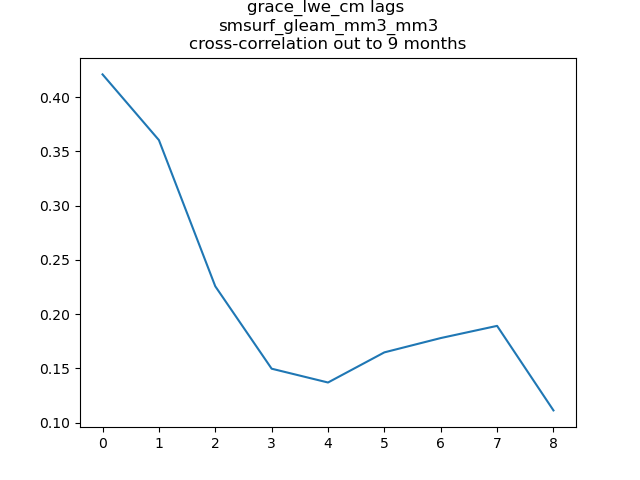 grace_lwe_cm lags
smsurf_gleam_mm3_mm3
cross-correlation out to 9 months
0.40
0.35
0.30
0.25
0.20
0.15
0.10
0 1 2 3 4 5 6 7 8